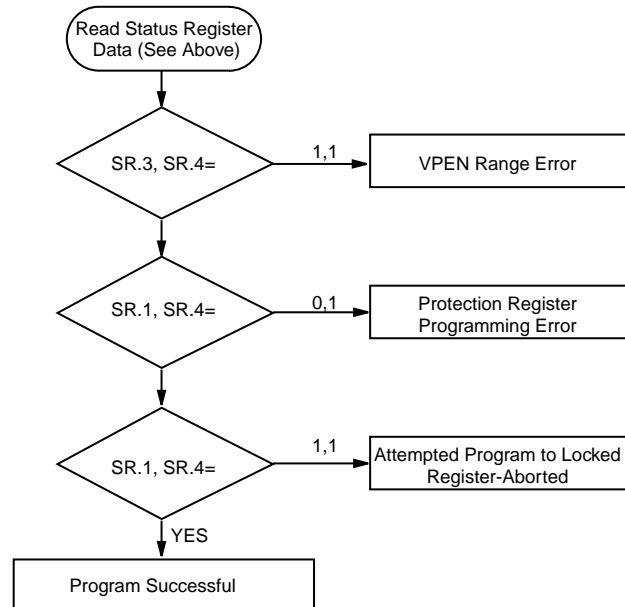 Read Status Register
Data (See Above)
SR.3, SR.4=
1,1
VPEN Range Error
SR.1, SR.4=
0,1
Protection Register
Programming Error
SR.1, SR.4=
1,1
Attempted Program to Locked
Register-Aborted
YES
Program Successful